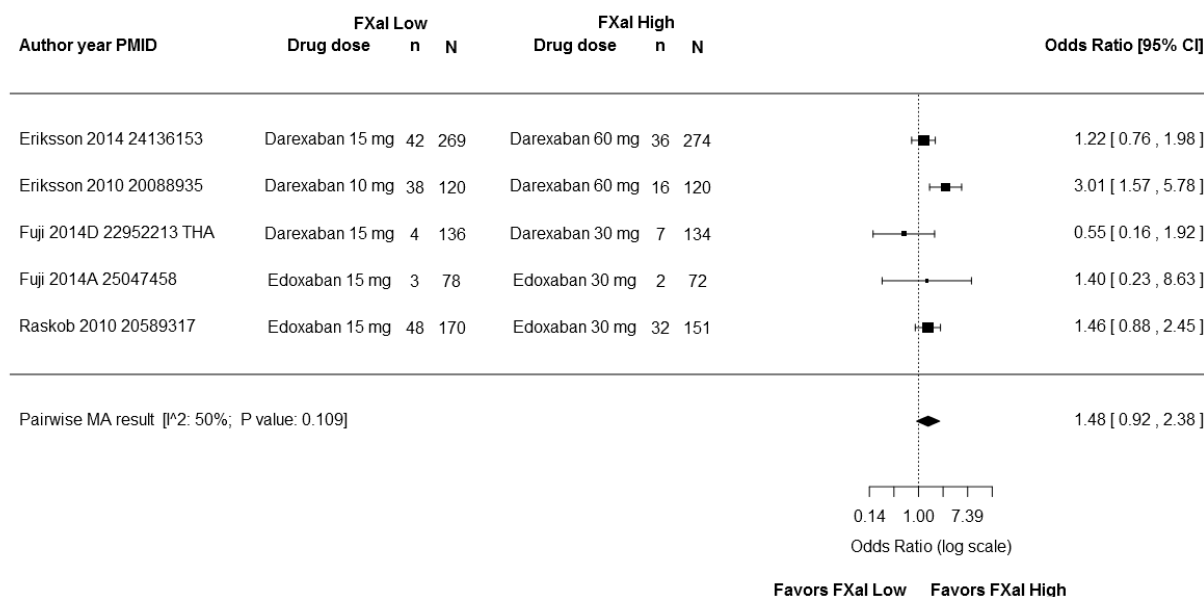 FXaI Low FXaI High
Author year PMID Drug dose n N Drug dose n N Odds Ratio [95% CI]
Eriksson 2014 24136153 Darexaban 15 mg 42 269 Darexaban 60 mg 36 274 1.22 [ 0.76 , 1.98 ]
Eriksson 2010 20088935 Darexaban 10 mg 38 120 Darexaban 60 mg 16 120 3.01 [ 1.57 , 5.78 ]
Fuji 2014D 22952213 THA Darexaban 15 mg 4 136 Darexaban 30 mg 7 134 0.55 [ 0.16 , 1.92 ]
Fuji 2014A 25047458 Edoxaban 15 mg 3 78 Edoxaban 30 mg 2 72 1.40 [ 0.23 , 8.63 ]
Raskob 2010 20589317 Edoxaban 15 mg 48 170 Edoxaban 30 mg 32 151 1.46 [ 0.88 , 2.45 ]
Pairwise MA result [I^2: 50%; P value: 0.109] 1.48 [ 0.92 , 2.38 ]
0.14 1.00 7.39
Odds Ratio (log scale)
Favors FXaI Low Favors FXaI High